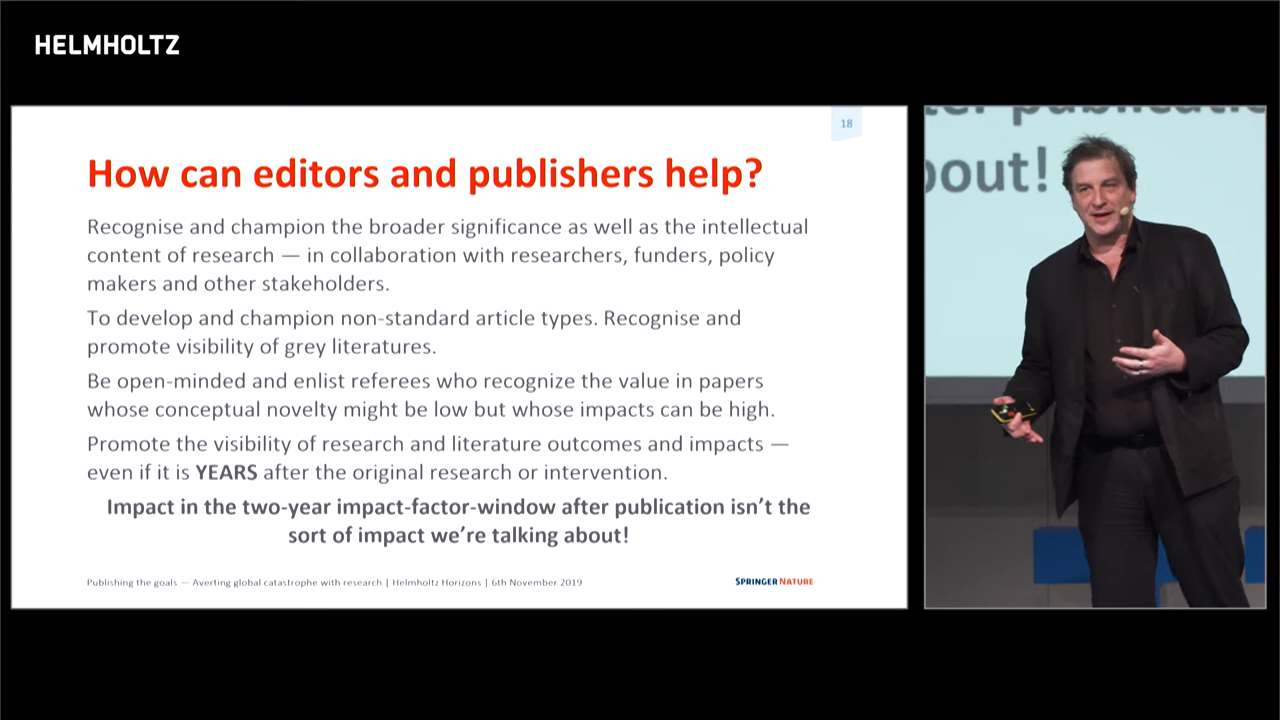 HELMHOLTZ
18
How can editors and publishers help?
Recognise and champion the broader significance as well as the intellectual
content of research — in collaboration with researchers, funders, policy
makers and other stakeholders.
To develop and champion non-standard article types. Recognise and
promote visibility of grey literatures.
Be open-minded and enlist referees who recognize the value in papers
whose conceptual novelty might be low but whose impacts can be high.
Promote the visibility of research and literature outcomes and impacts —
even if it is YEARS after the original research or intervention.
Impact in the two-year impact-factor-window after publication isn’t the
sort of impact we’re talking about!
Publishing the goals — Averting global catastrophe with research | Helmholtz Horizons | 6th November 2019
SPRINGER NATURE
ter publicatio
bout!